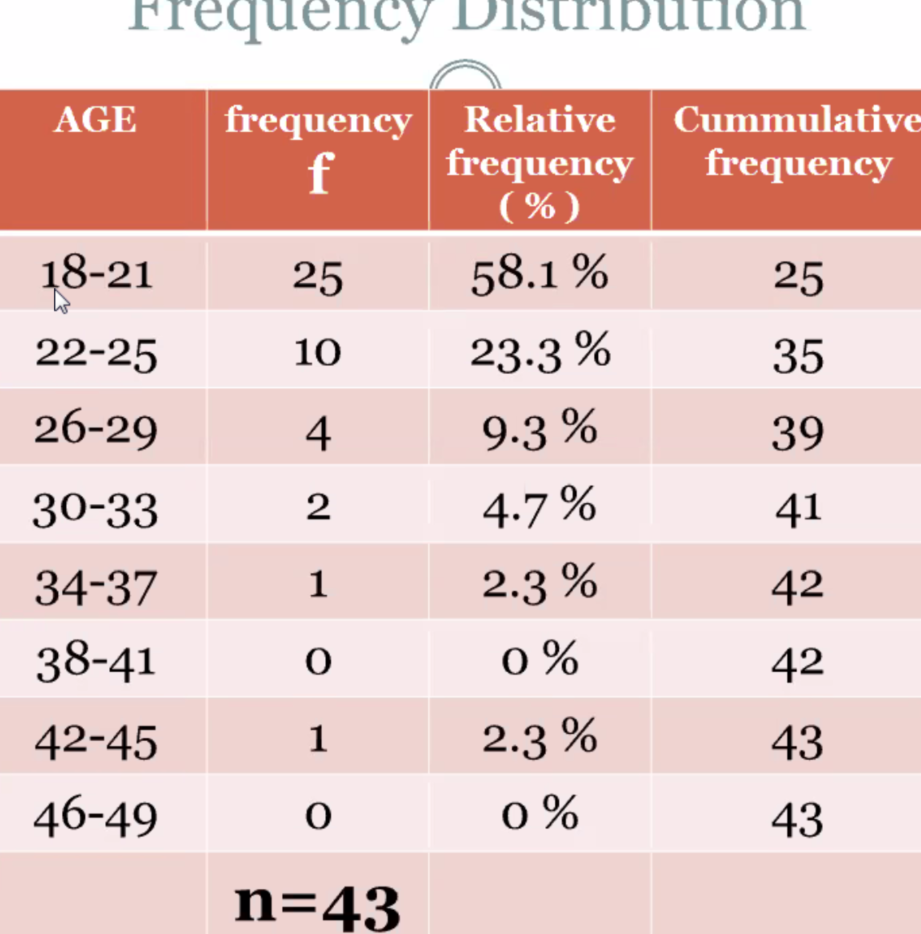 Frequency Distribution
AGE frequency f Relative frequency ( % ) Cummulative frequency
18-21 25 58.1 % 25
22-25 10 23.3 % 35
26-29 4 9.3 % 39
30-33 2 4.7 % 41
34-37 1 2.3 % 42
38-41 0 0 % 42
42-45 1 2.3 % 43
46-49 0 0 % 43
n=43